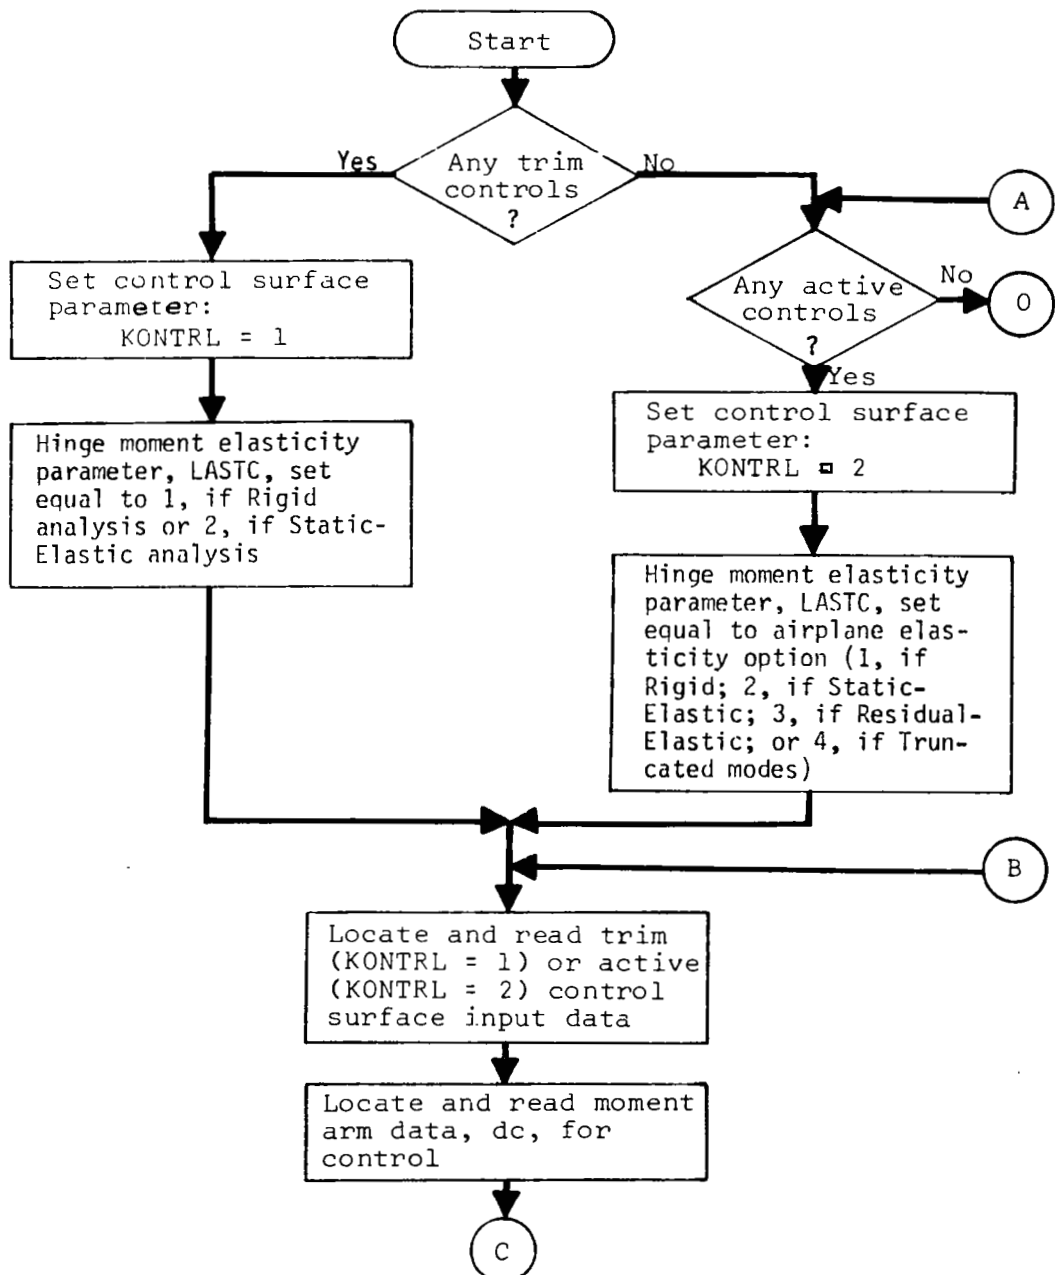 Start
Any trim
controls
?
Yes
No
A
Set control surface
parameter:
KONTRL = 1
Any active
controls
?
No
O
Yes
Hinge moment elasticity
parameter, LASTC, set
equal to 1, if Rigid
analysis or 2, if Static-
Elastic analysis
Set control surface
parameter:
KONTRL = 2
Hinge moment elasticity
parameter, LASTC, set
equal to airplane elas-
ticity option (1, if
Rigid; 2, if Static-
Elastic; 3, if Residual-
Elastic; or 4, if Trun-
cated modes)
B
Locate and read trim
(KONTRL = 1) or active
(KONTRL = 2) control
surface input data
Locate and read moment
arm data, dc, for
control
C